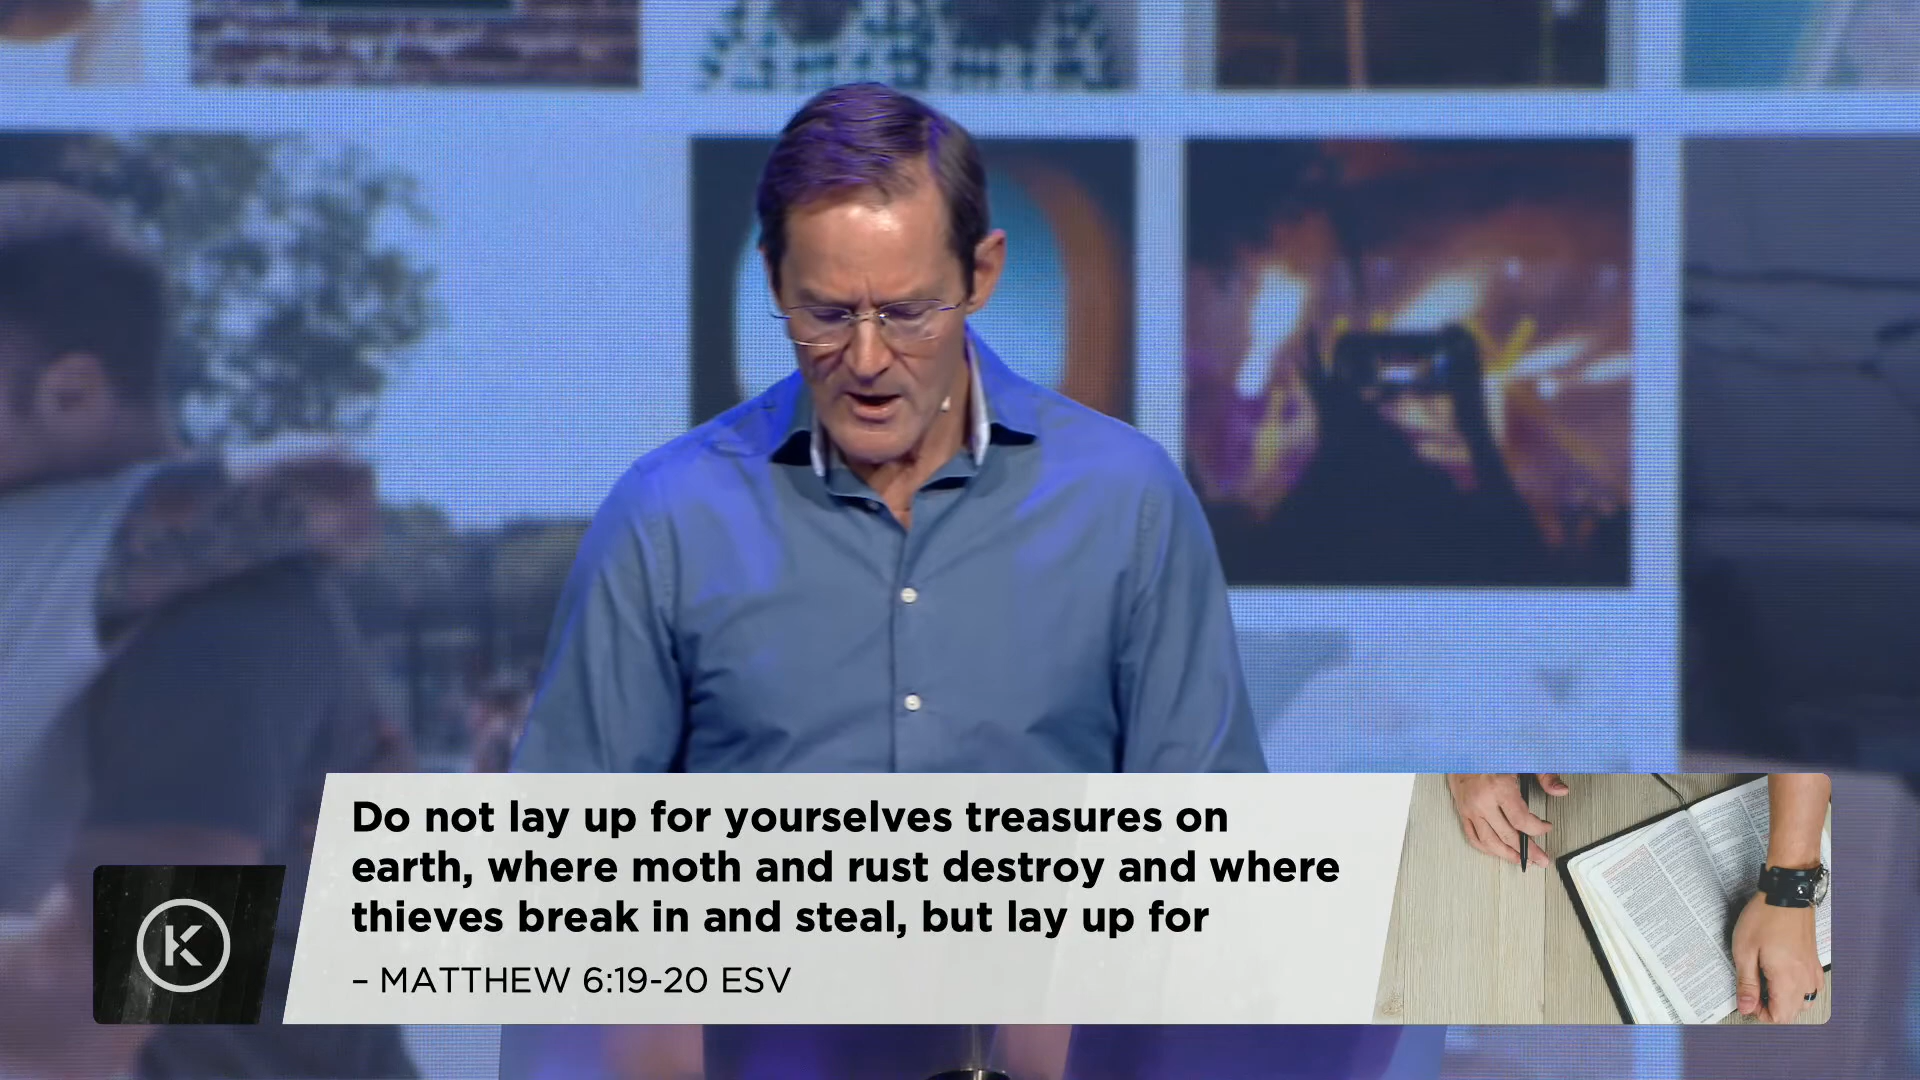 Do not lay up for yourselves treasures on
earth, where moth and rust destroy and where
thieves break in and steal, but lay up for
– MATTHEW 6:19-20 ESV
K